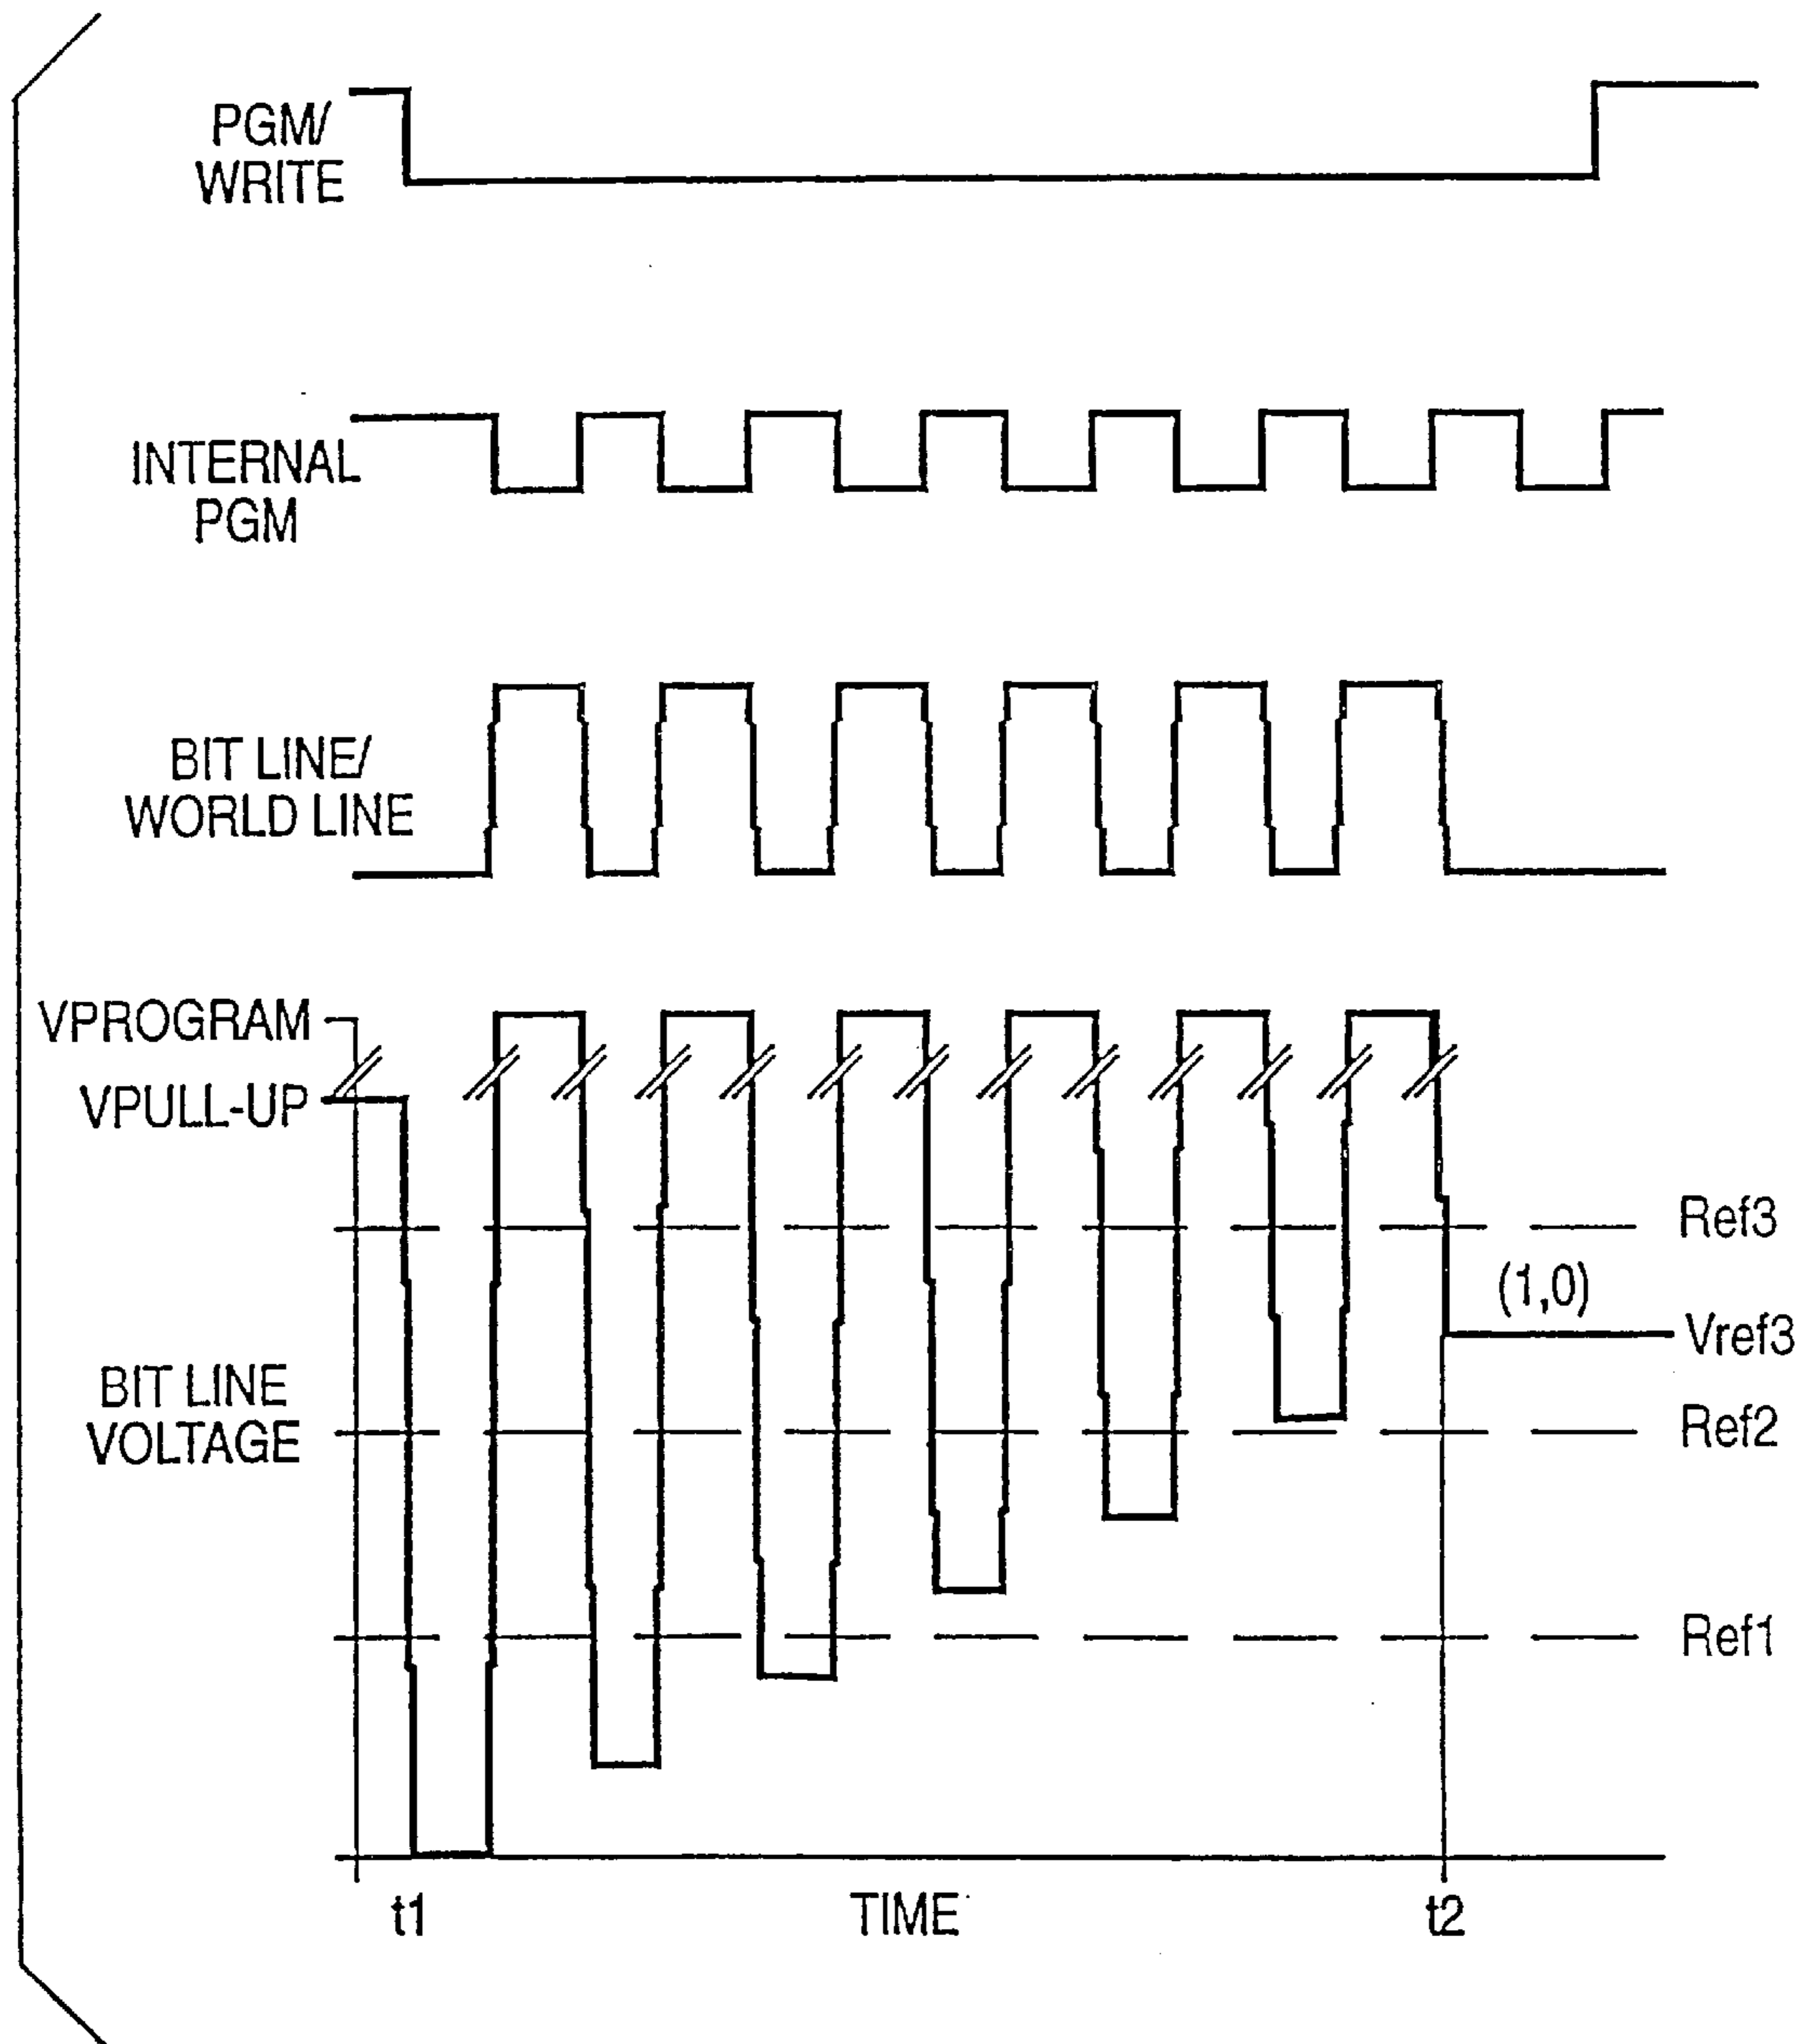 PGM/
WRITE
INTERNAL
PGM
BIT LINE/
WORLD LINE
VPROGRAM
VPULL-UP
Ref3
(1,0)
Vref3
BIT LINE
VOLTAGE
Ref2
Ref1
t1
TIME
t2